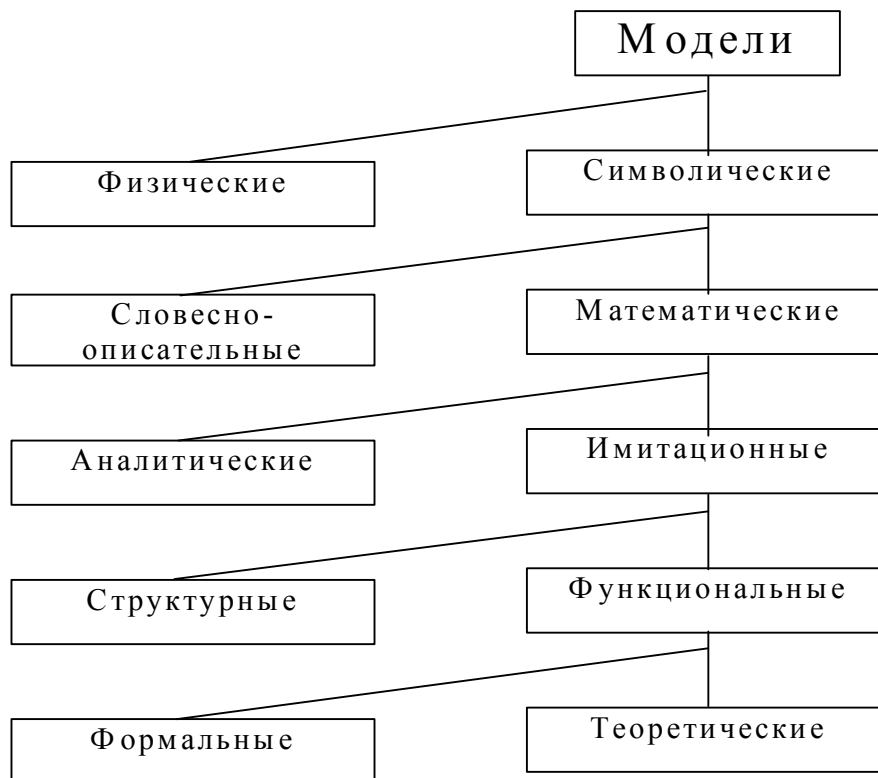 Модели
Физические
Символические
Словесно-
описательные
Математические
Аналитические
Имитационные
Структурные
Функциональные
Формальные
Теоретические